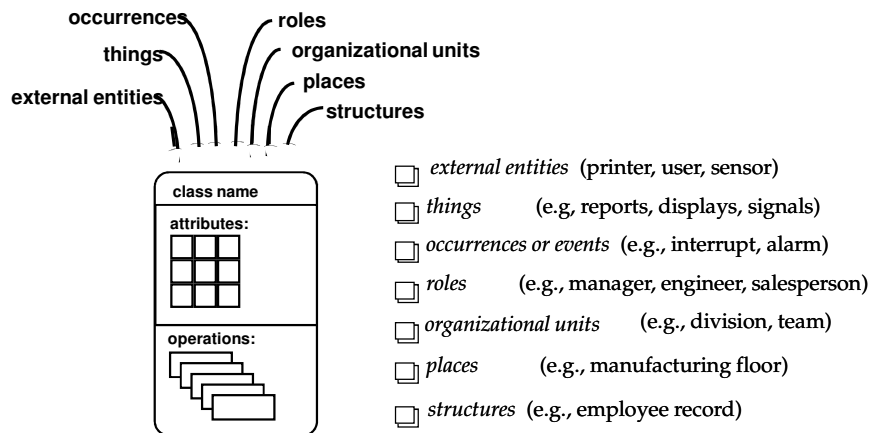 occurrences
roles
things
organizational units
places
external entities
structures
class name
attributes:
operations:
external entities (printer, user, sensor)
things (e.g, reports, displays, signals)
occurrences or events (e.g., interrupt, alarm)
roles (e.g., manager, engineer, salesperson)
organizational units (e.g., division, team)
places (e.g., manufacturing floor)
structures (e.g., employee record)